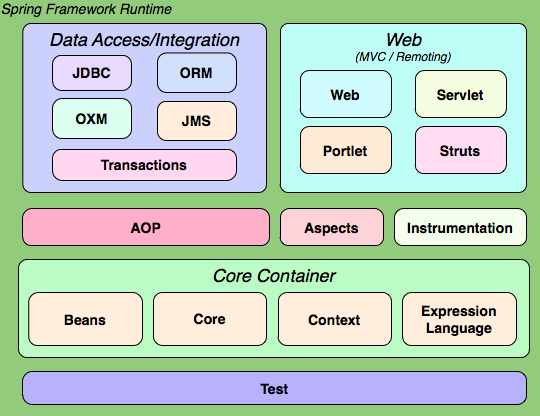 Spring Framework Runtime
Data Access/Integration
JDBC
ORM
OXM
JMS
Transactions
Web
(MVC / Remoting)
Web
Servlet
Portlet
Struts
AOP
Aspects
Instrumentation
Core Container
Beans
Core
Context
Expression
Language
Test